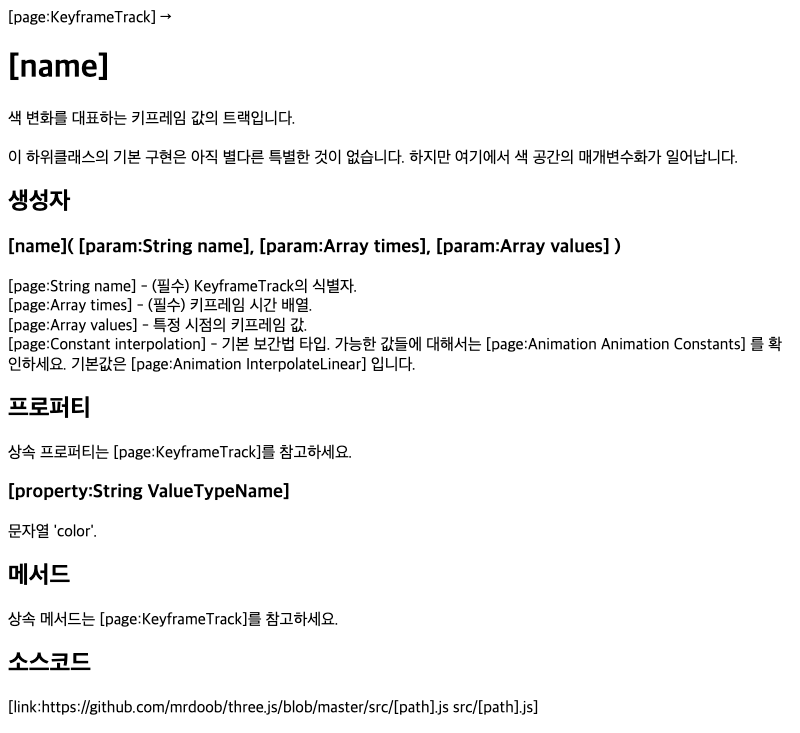 [page:KeyframeTrack] →
[name]
색 변화를 대표하는 키프레임 값의 트랙입니다.
이 하위클래스의 기본 구현은 아직 별다른 특별한 것이 없습니다. 하지만 여기에서 색 공간의 매개변수화가 일어납니다.
생성자
[name]( [param:String name], [param:Array times], [param:Array values] )
[page:String name] - (필수) KeyframeTrack의 식별자.
[page:Array times] - (필수) 키프레임 시간 배열.
[page:Array values] - 특정 시점의 키프레임 값.
[page:Constant interpolation] - 기본 보간법 타입. 가능한 값들에 대해서는 [page:Animation Animation Constants] 를 확
인하세요. 기본값은 [page:Animation InterpolateLinear] 입니다.
프로퍼티
상속 프로퍼티는 [page:KeyframeTrack]를 참고하세요.
[property:String ValueTypeName]
문자열 'color'.
메서드
상속 메서드는 [page:KeyframeTrack]를 참고하세요.
소스코드
[link:https://github.com/mrdoob/three.js/blob/master/src/[path].js src/[path].js]